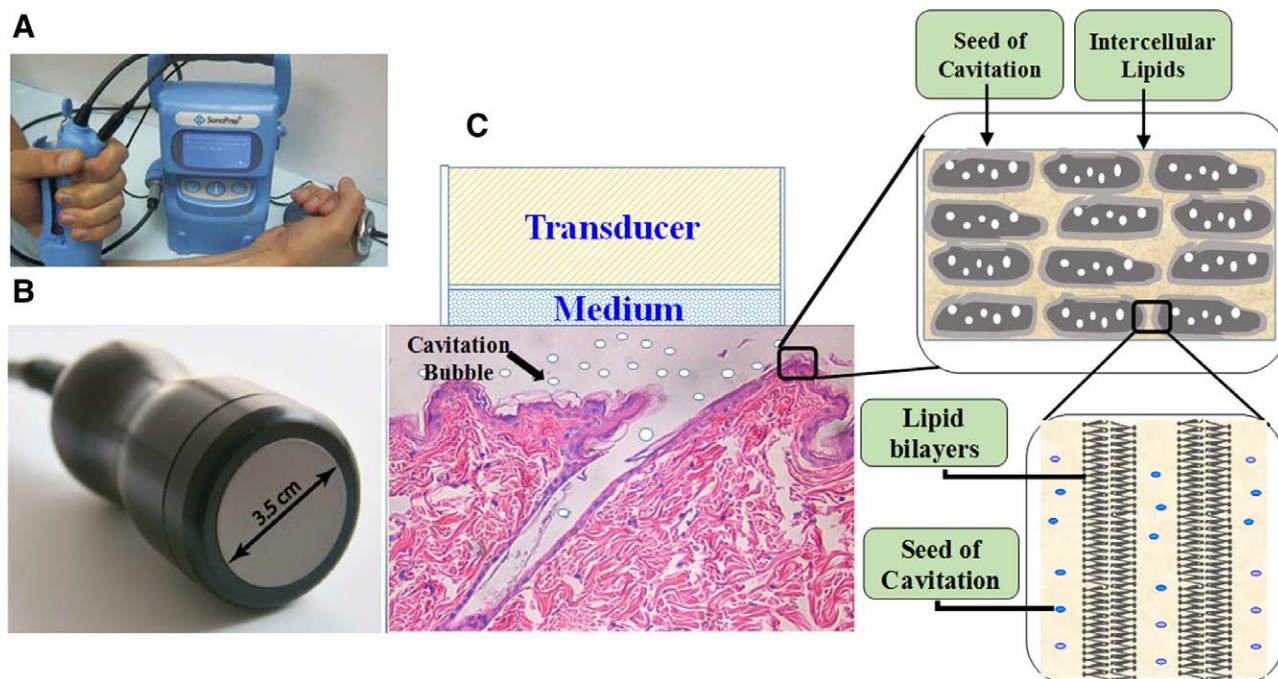 A
SonoPrep®
B
3.5 cm
C
Transducer
Medium
Cavitation
Bubble
Seed of
Cavitation
Intercellular
Lipids
Lipid
bilayers
Seed of
Cavitation